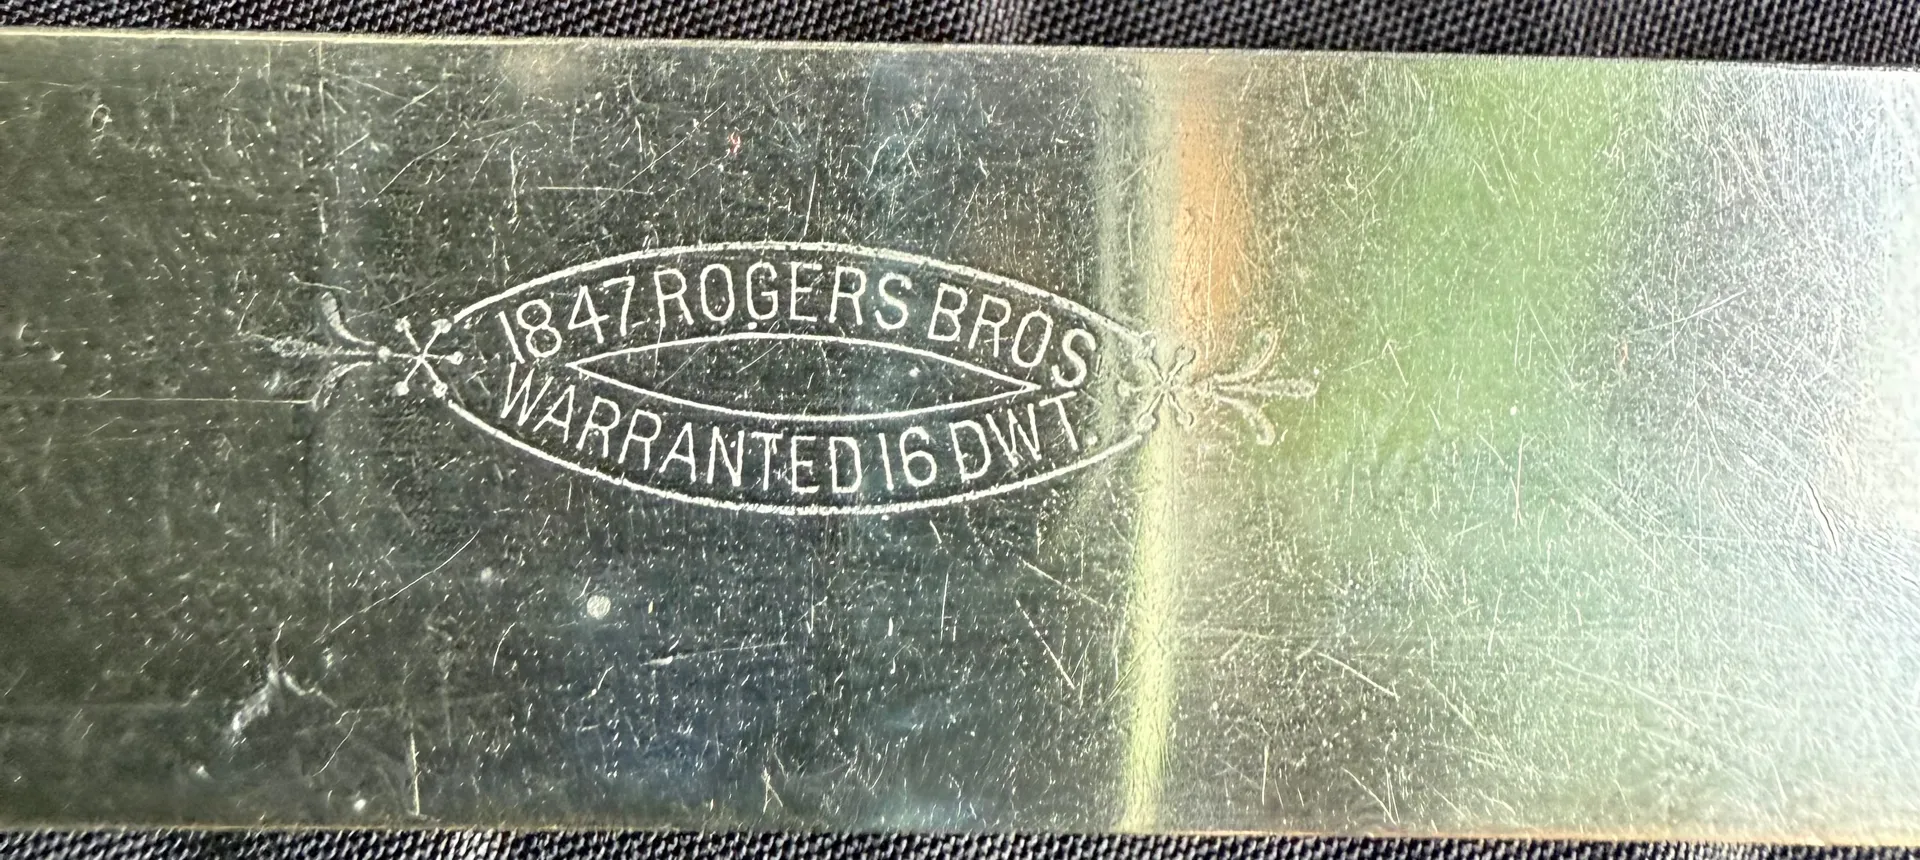 1847 ROGERS BROS
WARRANTED 16 DWT.